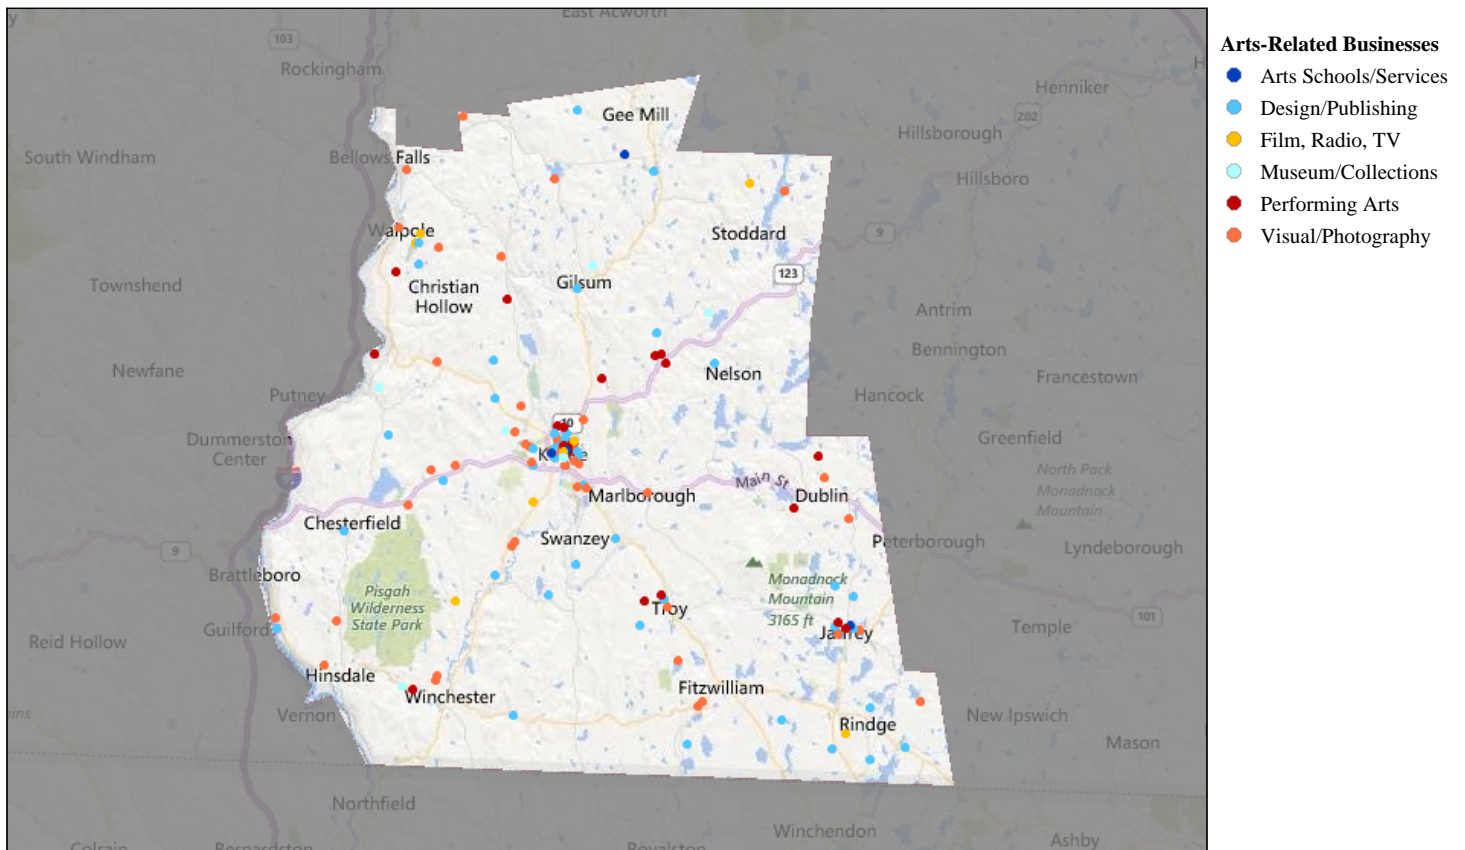 y
East Acworth
103
Rockingham
H
Henniker
202
Hillsborough
Gee Mill
South Windham
Bellows Falls
Hillsboro
Walpole
Stoddard
9
Townshend
Christian
Hollow
Gilsum
123
Antrim
Bennington
Newfane
Nelson
Francestown
Putney
Hancock
10
Dummerston
Center
Greenfield
North Pack
Monadnock
Mountain
Main St
Marlborough
Dublin
Chesterfield
Swanzey
Peterborough
Lyndeborough
9
Brattleboro
Pisgah
Wilderness
State Park
Monadnock
Mountain
3165 ft
Troy
101
Reid Hollow
Guilford
Jaffrey
Temple
Hinsdale
Winchester
Fitzwilliam
Vernon
ins
Rindge
New Ipswich
Mason
Northfield
Winchendon
Ashby
Colrain
Bernardston
Royalston
Arts-Related Businesses
Arts Schools/Services
Design/Publishing
Film, Radio, TV
Museum/Collections
Performing Arts
Visual/Photography